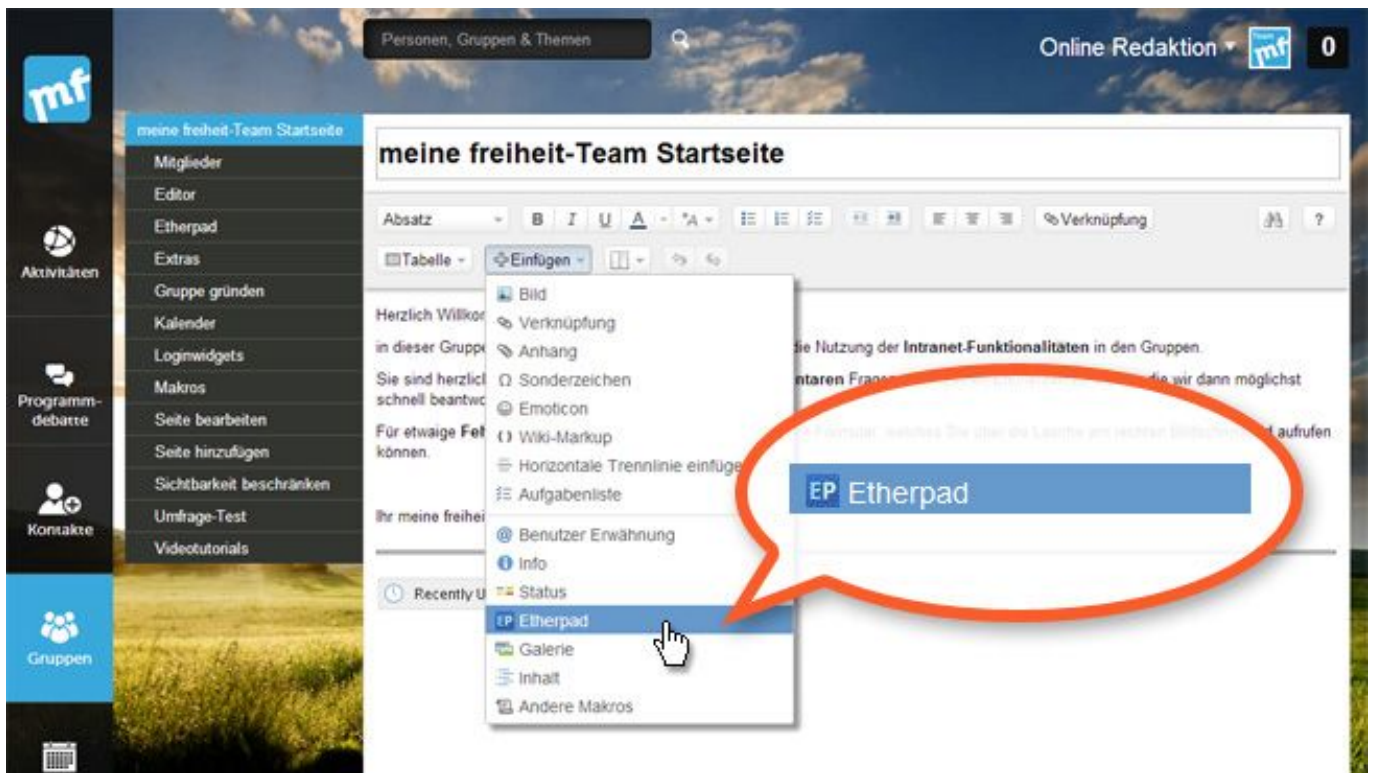 Personen, Gruppen & Themen
Online Redaktion
Team
mf
0
mf
Aktivitäten
Programm-
debatte
Kontakte
Gruppen
meine freiheit-Team Startseite
Mitglieder
Editor
Etherpad
Extras
Gruppe gründen
Kalender
Loginwidgets
Makros
Seite bearbeiten
Seite hinzufügen
Sichtbarkeit beschränken
Umfrage-Test
Videotutorials
meine freiheit-Team Startseite
Absatz B I U A A Verknüpfung ?
Tabelle Einfügen
Herzlich Willkor
in dieser Gruppe die Nutzung der Intranet-Funktionalitäten in den Gruppen.
Sie sind herzlicl ntaren Fragen die wir dann möglichst
schnell beantwo
Für etwaige Feh aufrufen
können.
Ihr meine freihei
Recently U
Bild
Verknüpfung
Anhang
Ω Sonderzeichen
Emoticon
Wiki-Markup
Horizontale Trennlinie einfüge
Aufgabenliste
@ Benutzer Erwähnung
Info
Status
EP Etherpad
Galerie
Inhalt
Andere Makros
EP Etherpad